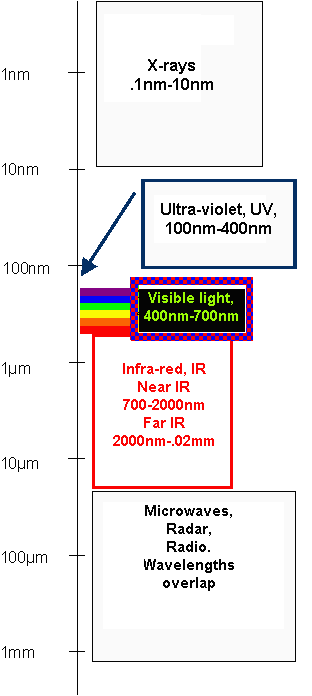 1nm
X-rays
.1nm-10nm
10nm
Ultra-violet, UV,
100nm-400nm
100nm
Visible light,
400nm-700nm
1µm
Infra-red, IR
Near IR
700-2000nm
Far IR
2000nm-.02mm
10µm
Microwaves,
Radar,
Radio.
Wavelengths
overlap
100µm
1mm